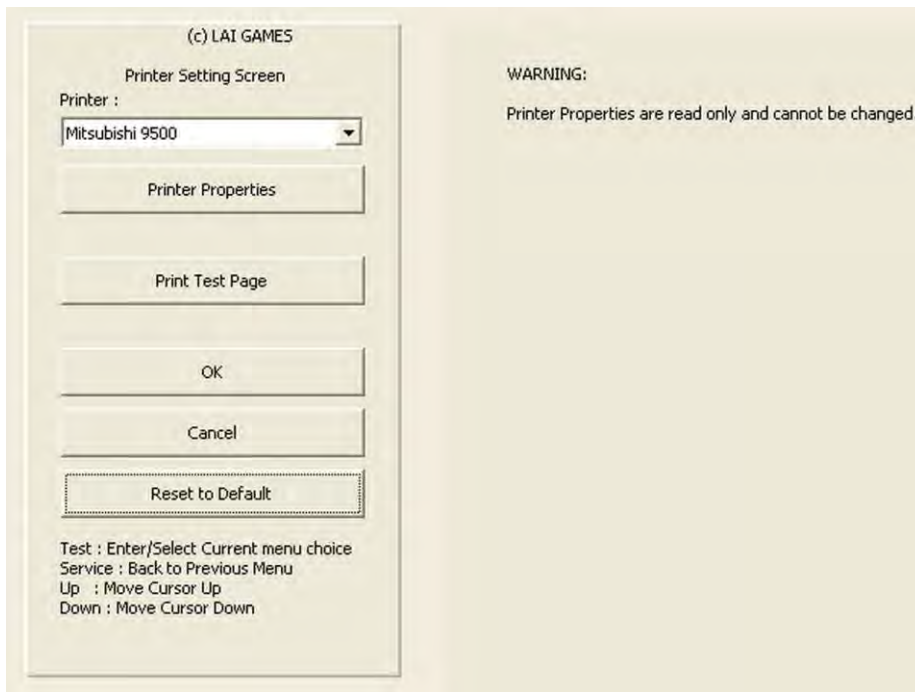 (c) LAI GAMES
Printer Setting Screen
Printer :
Mitsubishi 9500
Printer Properties
Print Test Page
OK
Cancel
Reset to Default
Test : Enter/Select Current menu choice
Service : Back to Previous Menu
Up : Move Cursor Up
Down : Move Cursor Down
WARNING:
Printer Properties are read only and cannot be changed